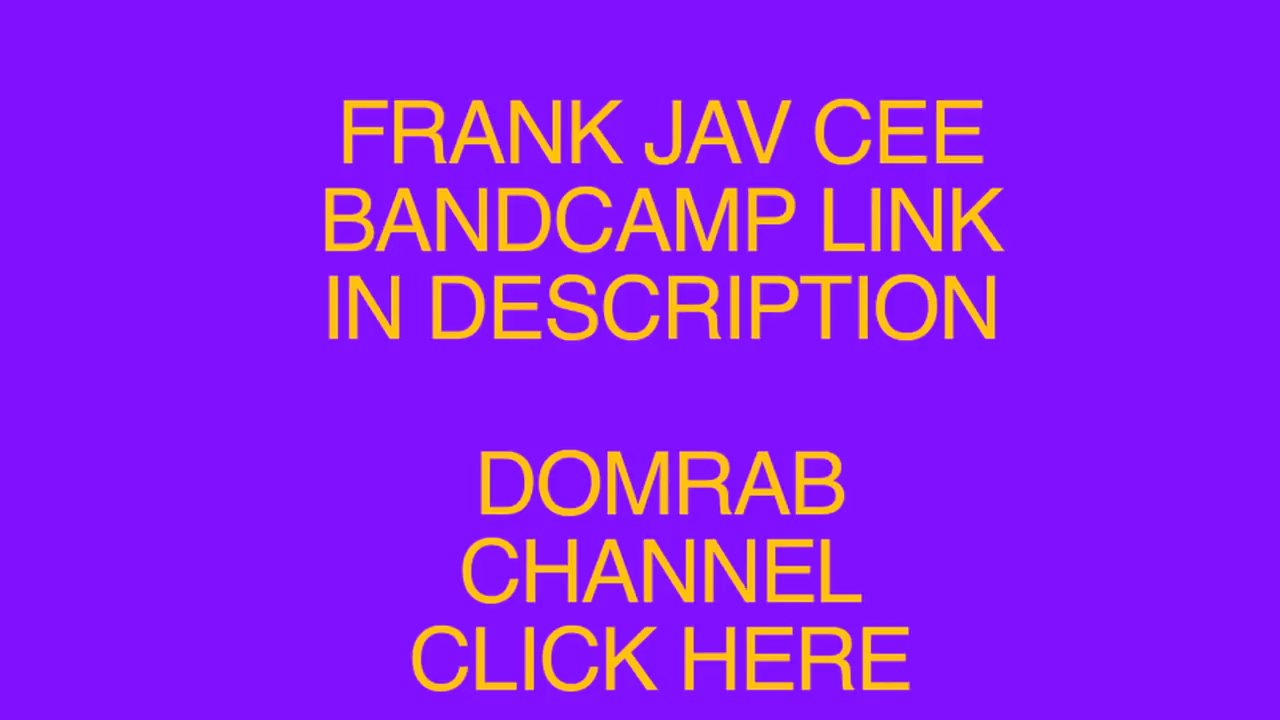 FRANK JAV CEE
BANDCAMP LINK
IN DESCRIPTION
DOMRAB
CHANNEL
CLICK HERE